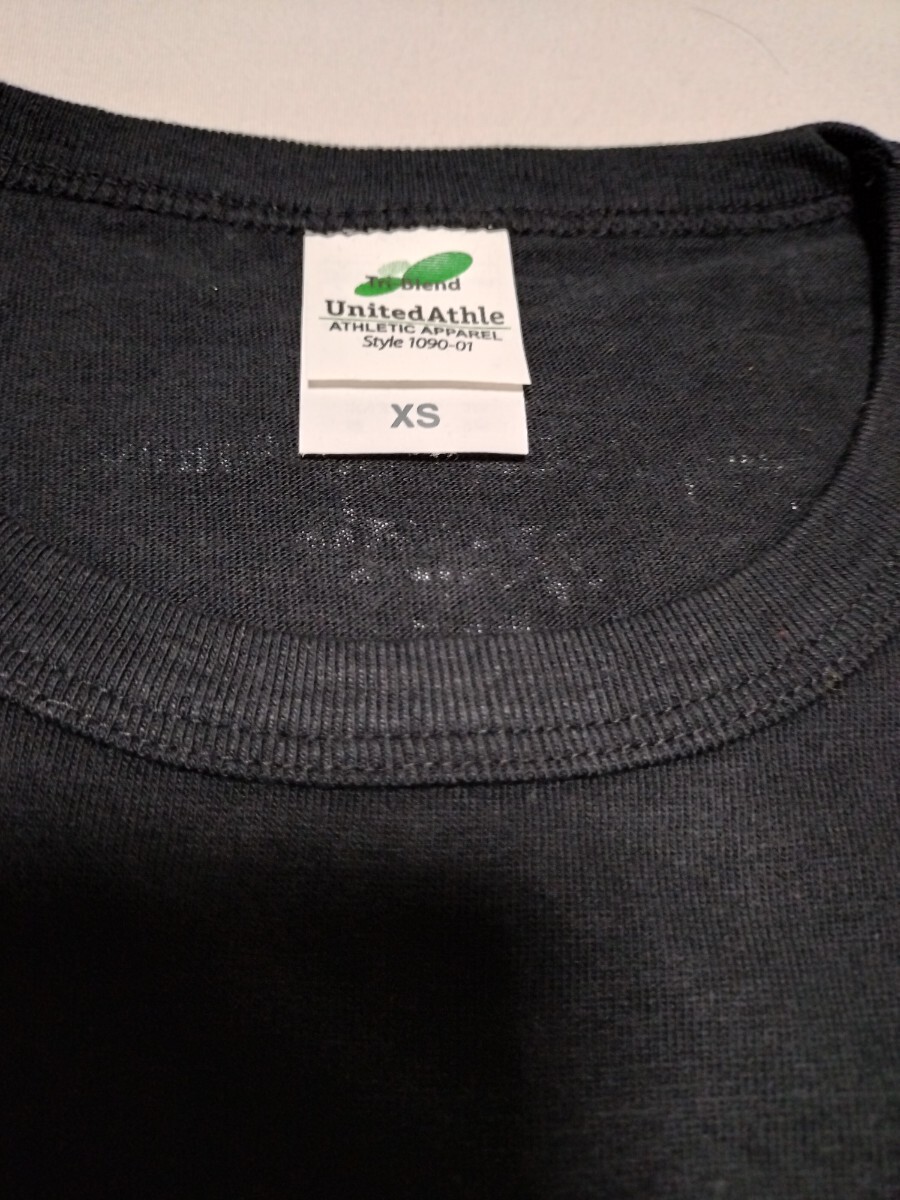 Tri-Blend
UnitedAthle
ATHLETIC APPAREL
Style 1090-01
XS